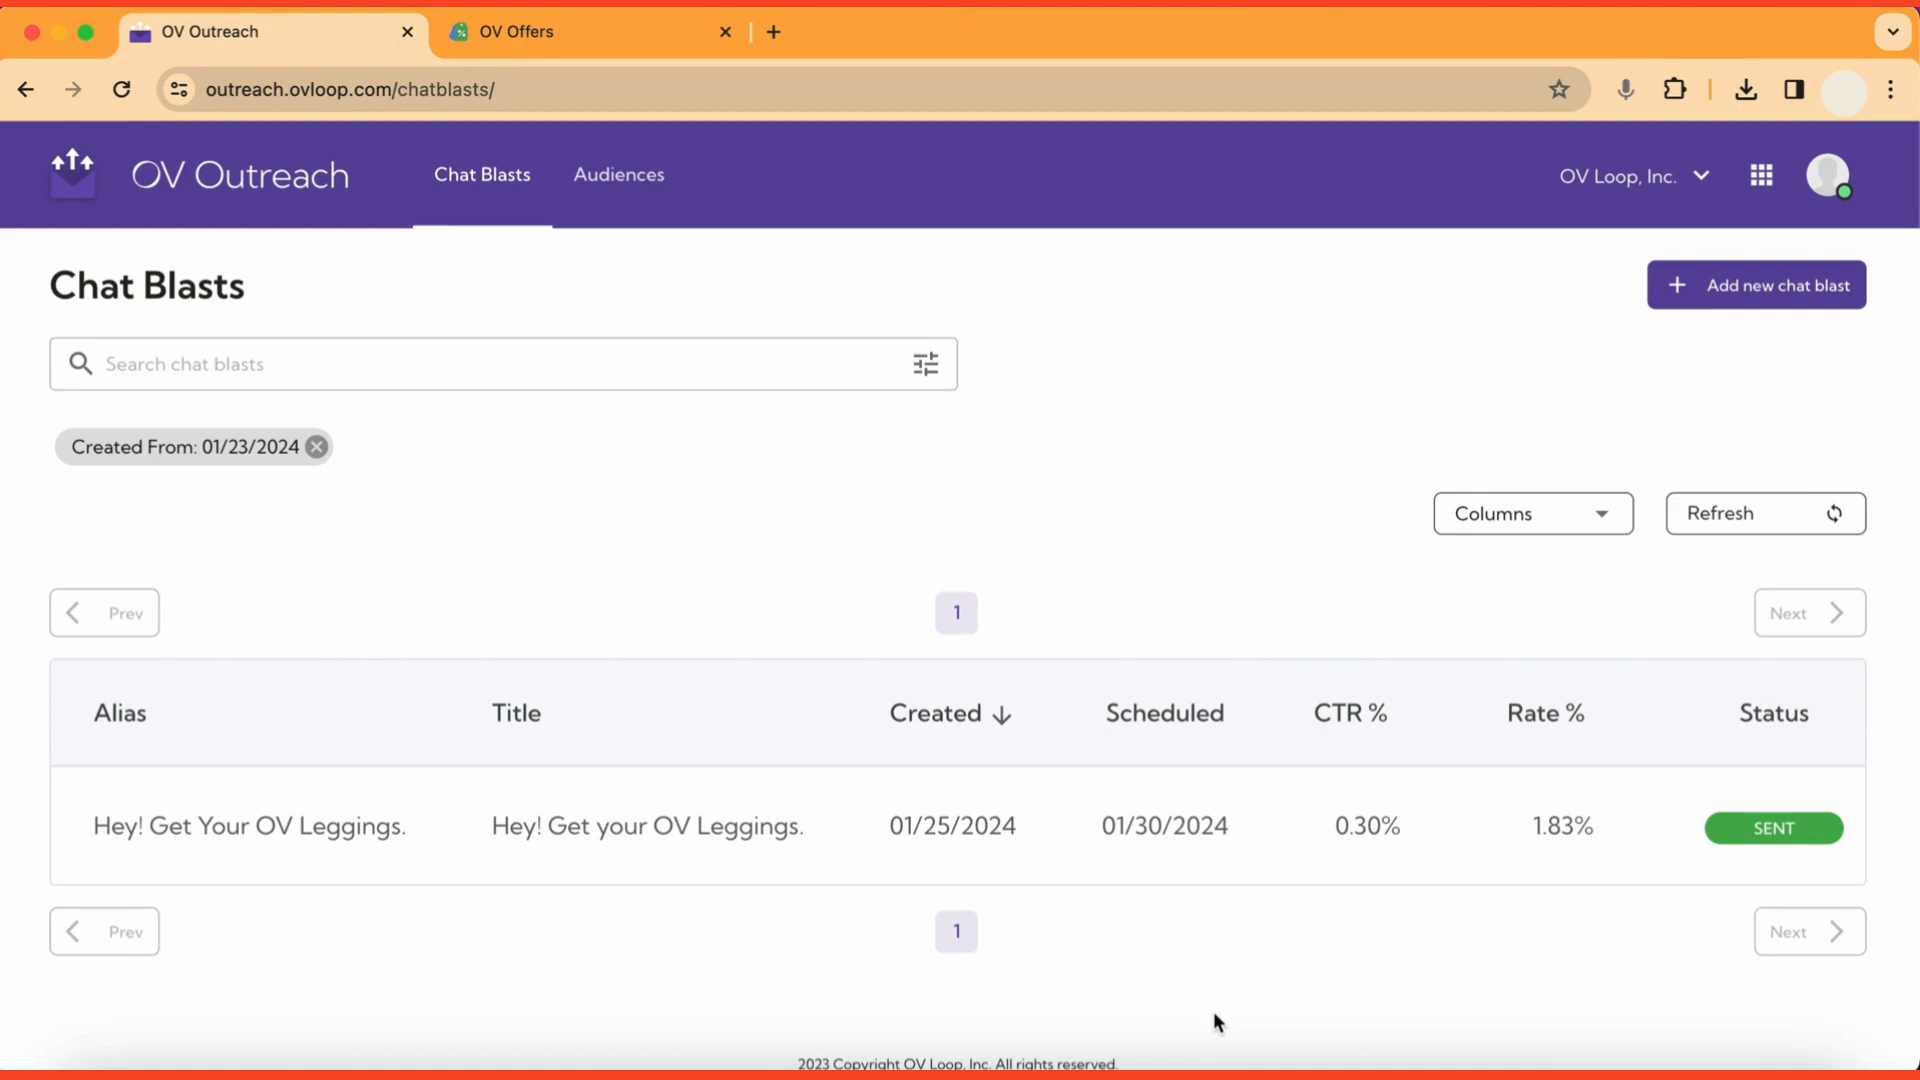 OV Outreach
OV Offers
outreach.ovloop.com/chatblasts/
OV Outreach
Chat Blasts
Audiences
OV Loop, Inc.
Chat Blasts
+ Add new chat blast
Search chat blasts
Created From: 01/23/2024
Columns
Refresh
Prev
1
Next
Alias Title Created Scheduled CTR % Rate % Status
Hey! Get Your OV Leggings. Hey! Get your OV Leggings. 01/25/2024 01/30/2024 0.30% 1.83% SENT
Prev
1
Next
2023 Copyright OV Loop, Inc. All rights reserved.